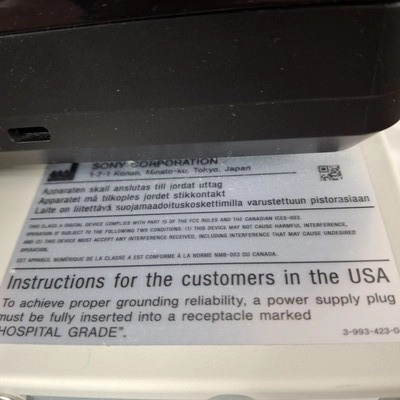 SONY CORPORATION
1-7-1 Konan, Minato-ku, Tokyo, Japan
Apparaten skall anslutas till jordat uttag
Apparatet må tilkoples jordet stikkontakt
Laite on liitettävä suojamaadoituskoskettimilla varustettuun pistorasiaan
THIS CLASS A DIGITAL DEVICE COMPLIES WITH PART 15 OF THE FCC RULES AND THE CANADIAN ICES-003.
OPERATION IS SUBJECT TO THE FOLLOWING TWO CONDITIONS: (1) THIS DEVICE MAY NOT CAUSE HARMFUL INTERFERENCE,
AND (2) THIS DEVICE MUST ACCEPT ANY INTERFERENCE RECEIVED, INCLUDING INTERFERENCE THAT MAY CAUSE UNDESIRED
OPERATION.
CET APPAREIL NUMÉRIQUE DE LA CLASSE A EST CONFORME À LA NORME NMB-003 DU CANADA.
Instructions for the customers in the USA
To achieve proper grounding reliability, a power supply plug
must be fully inserted into a receptacle marked
"HOSPITAL GRADE".
3-993-423-0